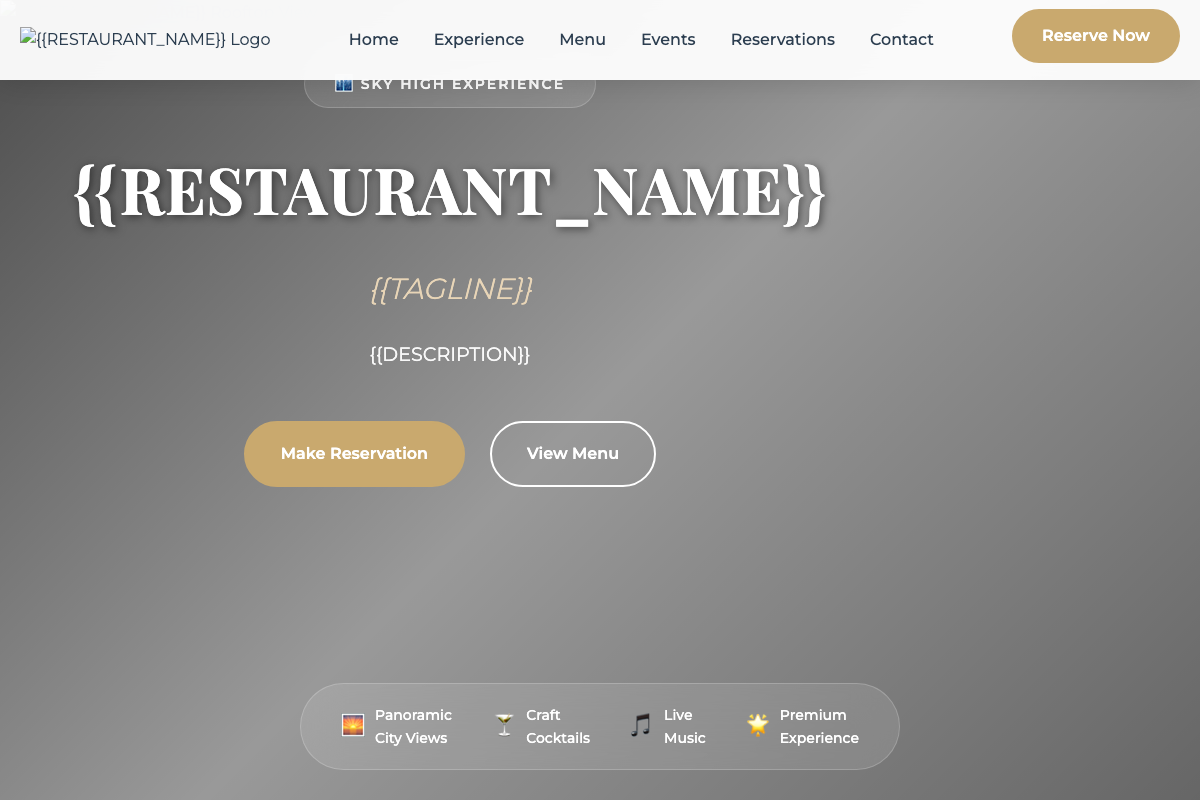 {{RESTAURANT_NAME}} Logo
Home
Experience
Menu
Events
Reservations
Contact
Reserve Now
SKY HIGH EXPERIENCE
{{RESTAURANT_NAME}}
{{TAGLINE}}
{{DESCRIPTION}}
Make Reservation
View Menu
Panoramic
City Views
Craft
Cocktails
Live
Music
Premium
Experience